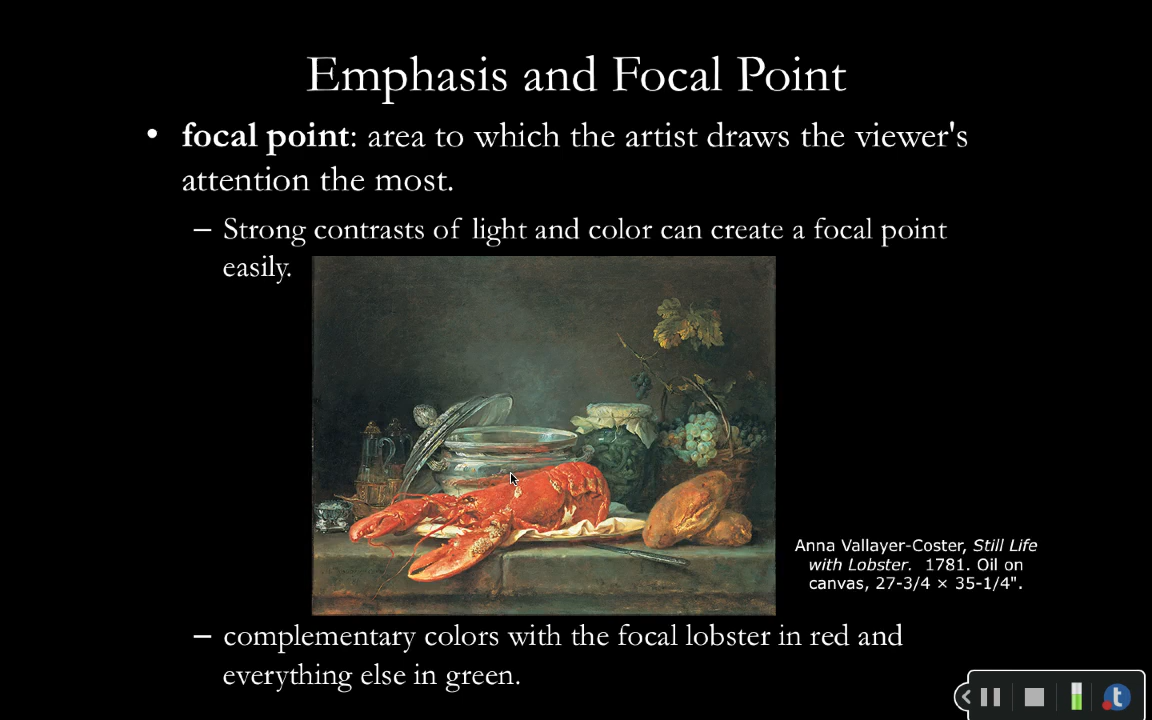 Emphasis and Focal Point
• focal point: area to which the artist draws the viewer's
attention the most.
– Strong contrasts of light and color can create a focal point
easily.
Anna Vallayer-Coster, Still Life
with Lobster. 1781. Oil on
canvas, 27-3/4 × 35-1/4".
– complementary colors with the focal lobster in red and
everything else in green.
t